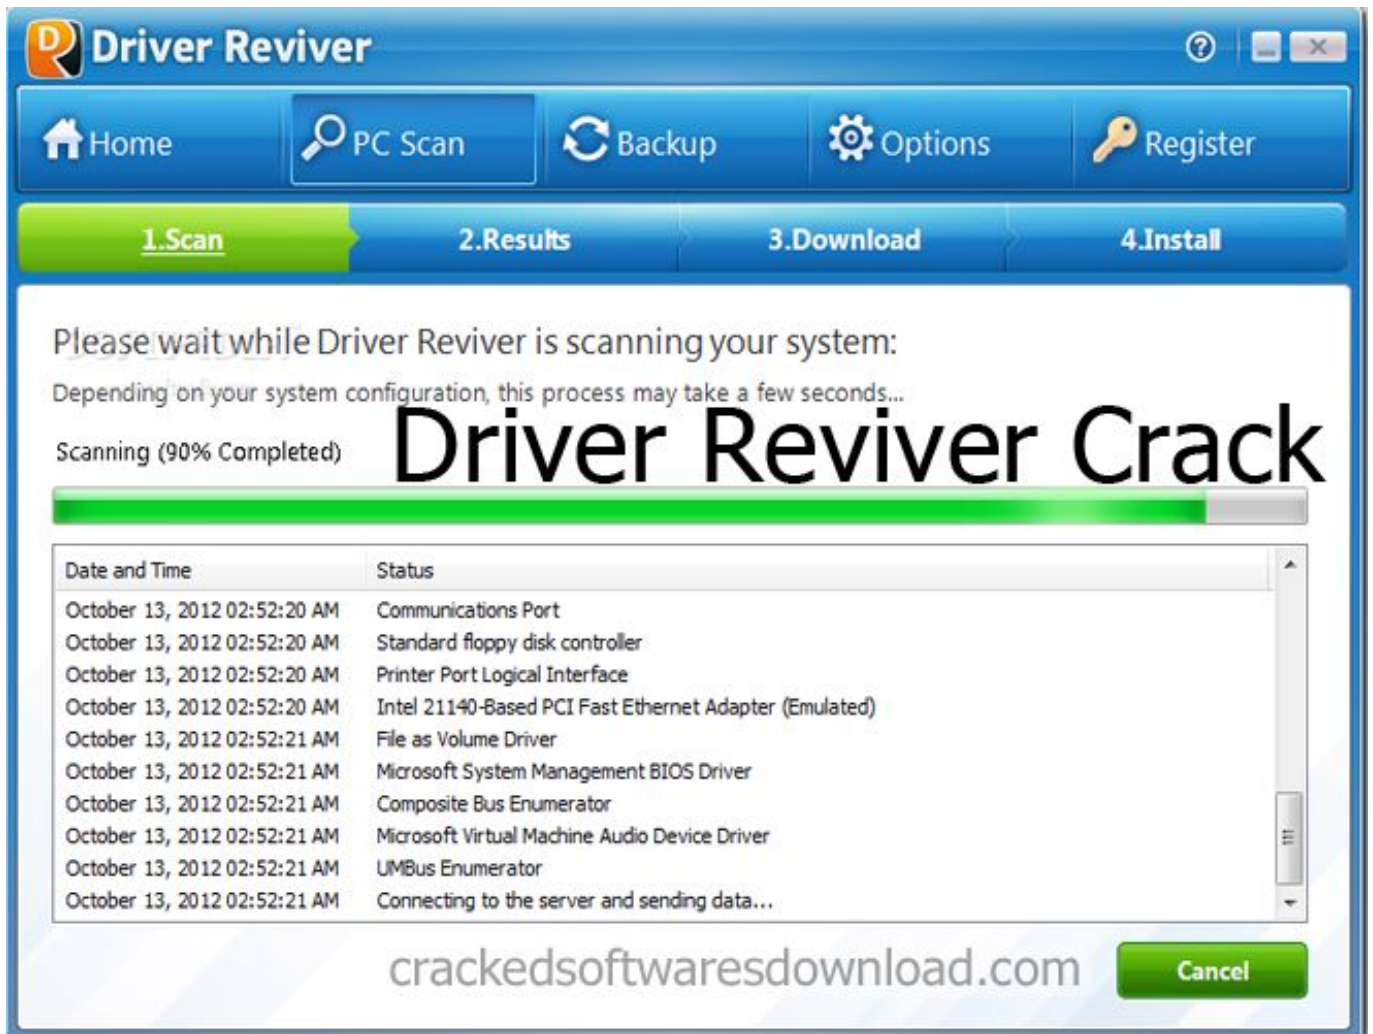 Driver Reviver
Home PC Scan Backup Options Register
1.Scan 2.Results 3.Download 4.Install
Please wait while Driver Reviver is scanning your system:
Depending on your system configuration, this process may take a few seconds...
Driver Reviver Crack
Scanning (90% Completed)
Date and Time Status
October 13, 2012 02:52:20 AM Communications Port
October 13, 2012 02:52:20 AM Standard floppy disk controller
October 13, 2012 02:52:20 AM Printer Port Logical Interface
October 13, 2012 02:52:20 AM Intel 21140-Based PCI Fast Ethernet Adapter (Emulated)
October 13, 2012 02:52:21 AM File as Volume Driver
October 13, 2012 02:52:21 AM Microsoft System Management BIOS Driver
October 13, 2012 02:52:21 AM Composite Bus Enumerator
October 13, 2012 02:52:21 AM Microsoft Virtual Machine Audio Device Driver
October 13, 2012 02:52:21 AM UMBus Enumerator
October 13, 2012 02:52:21 AM Connecting to the server and sending data...
crackedsoftwaresdownload.com
Cancel